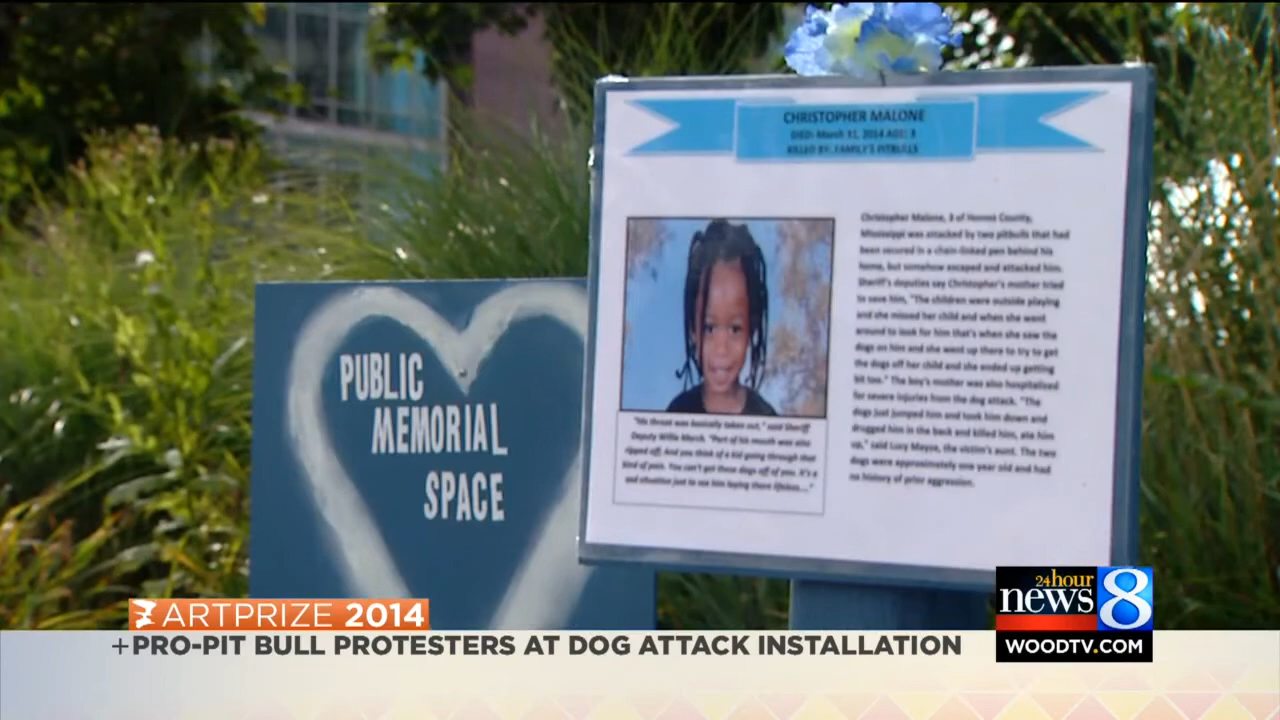 CHRISTOPHER MALONE
DIED: March 31, 2014 AGE: 3
KILLED BY: FAMILY'S PITBULLS
Christopher Malone, 3 of County,
Mississippi was attacked by two pitbulls that had
been secured in a chain-linked pen behind his
home, but somehow escaped and attacked him.
Sheriff's deputies say Christopher's mother tried
to save him, "The children were outside playing
and she missed her child and when she went
around to look for him that's when she saw the
dogs on him and she went up there to try to get
the dogs off her child and she ended up getting
bit too." The boy's mother was also hospitalized
for severe injuries from the dog attack. "The
dogs just jumped him and took him down and
drugged him in the back and killed him, ate him
up," said Lucy Mayse, the victim's aunt. The two
dogs were approximately one year old and had
no history of prior aggression.
"His throat was basically taken out," said Sheriff
Deputy Willie March. "Part of his mouth was also
ripped off. And you think of a kid going through that
kind of pain. You can't get those dogs off of you. It's a
sad situation just to see him laying there lifeless...."
PUBLIC
MEMORIAL
SPACE
ARTPRIZE 2014
+PRO-PIT BULL PROTESTERS AT DOG ATTACK INSTALLATION
24hour
news 8
WOODTV.COM